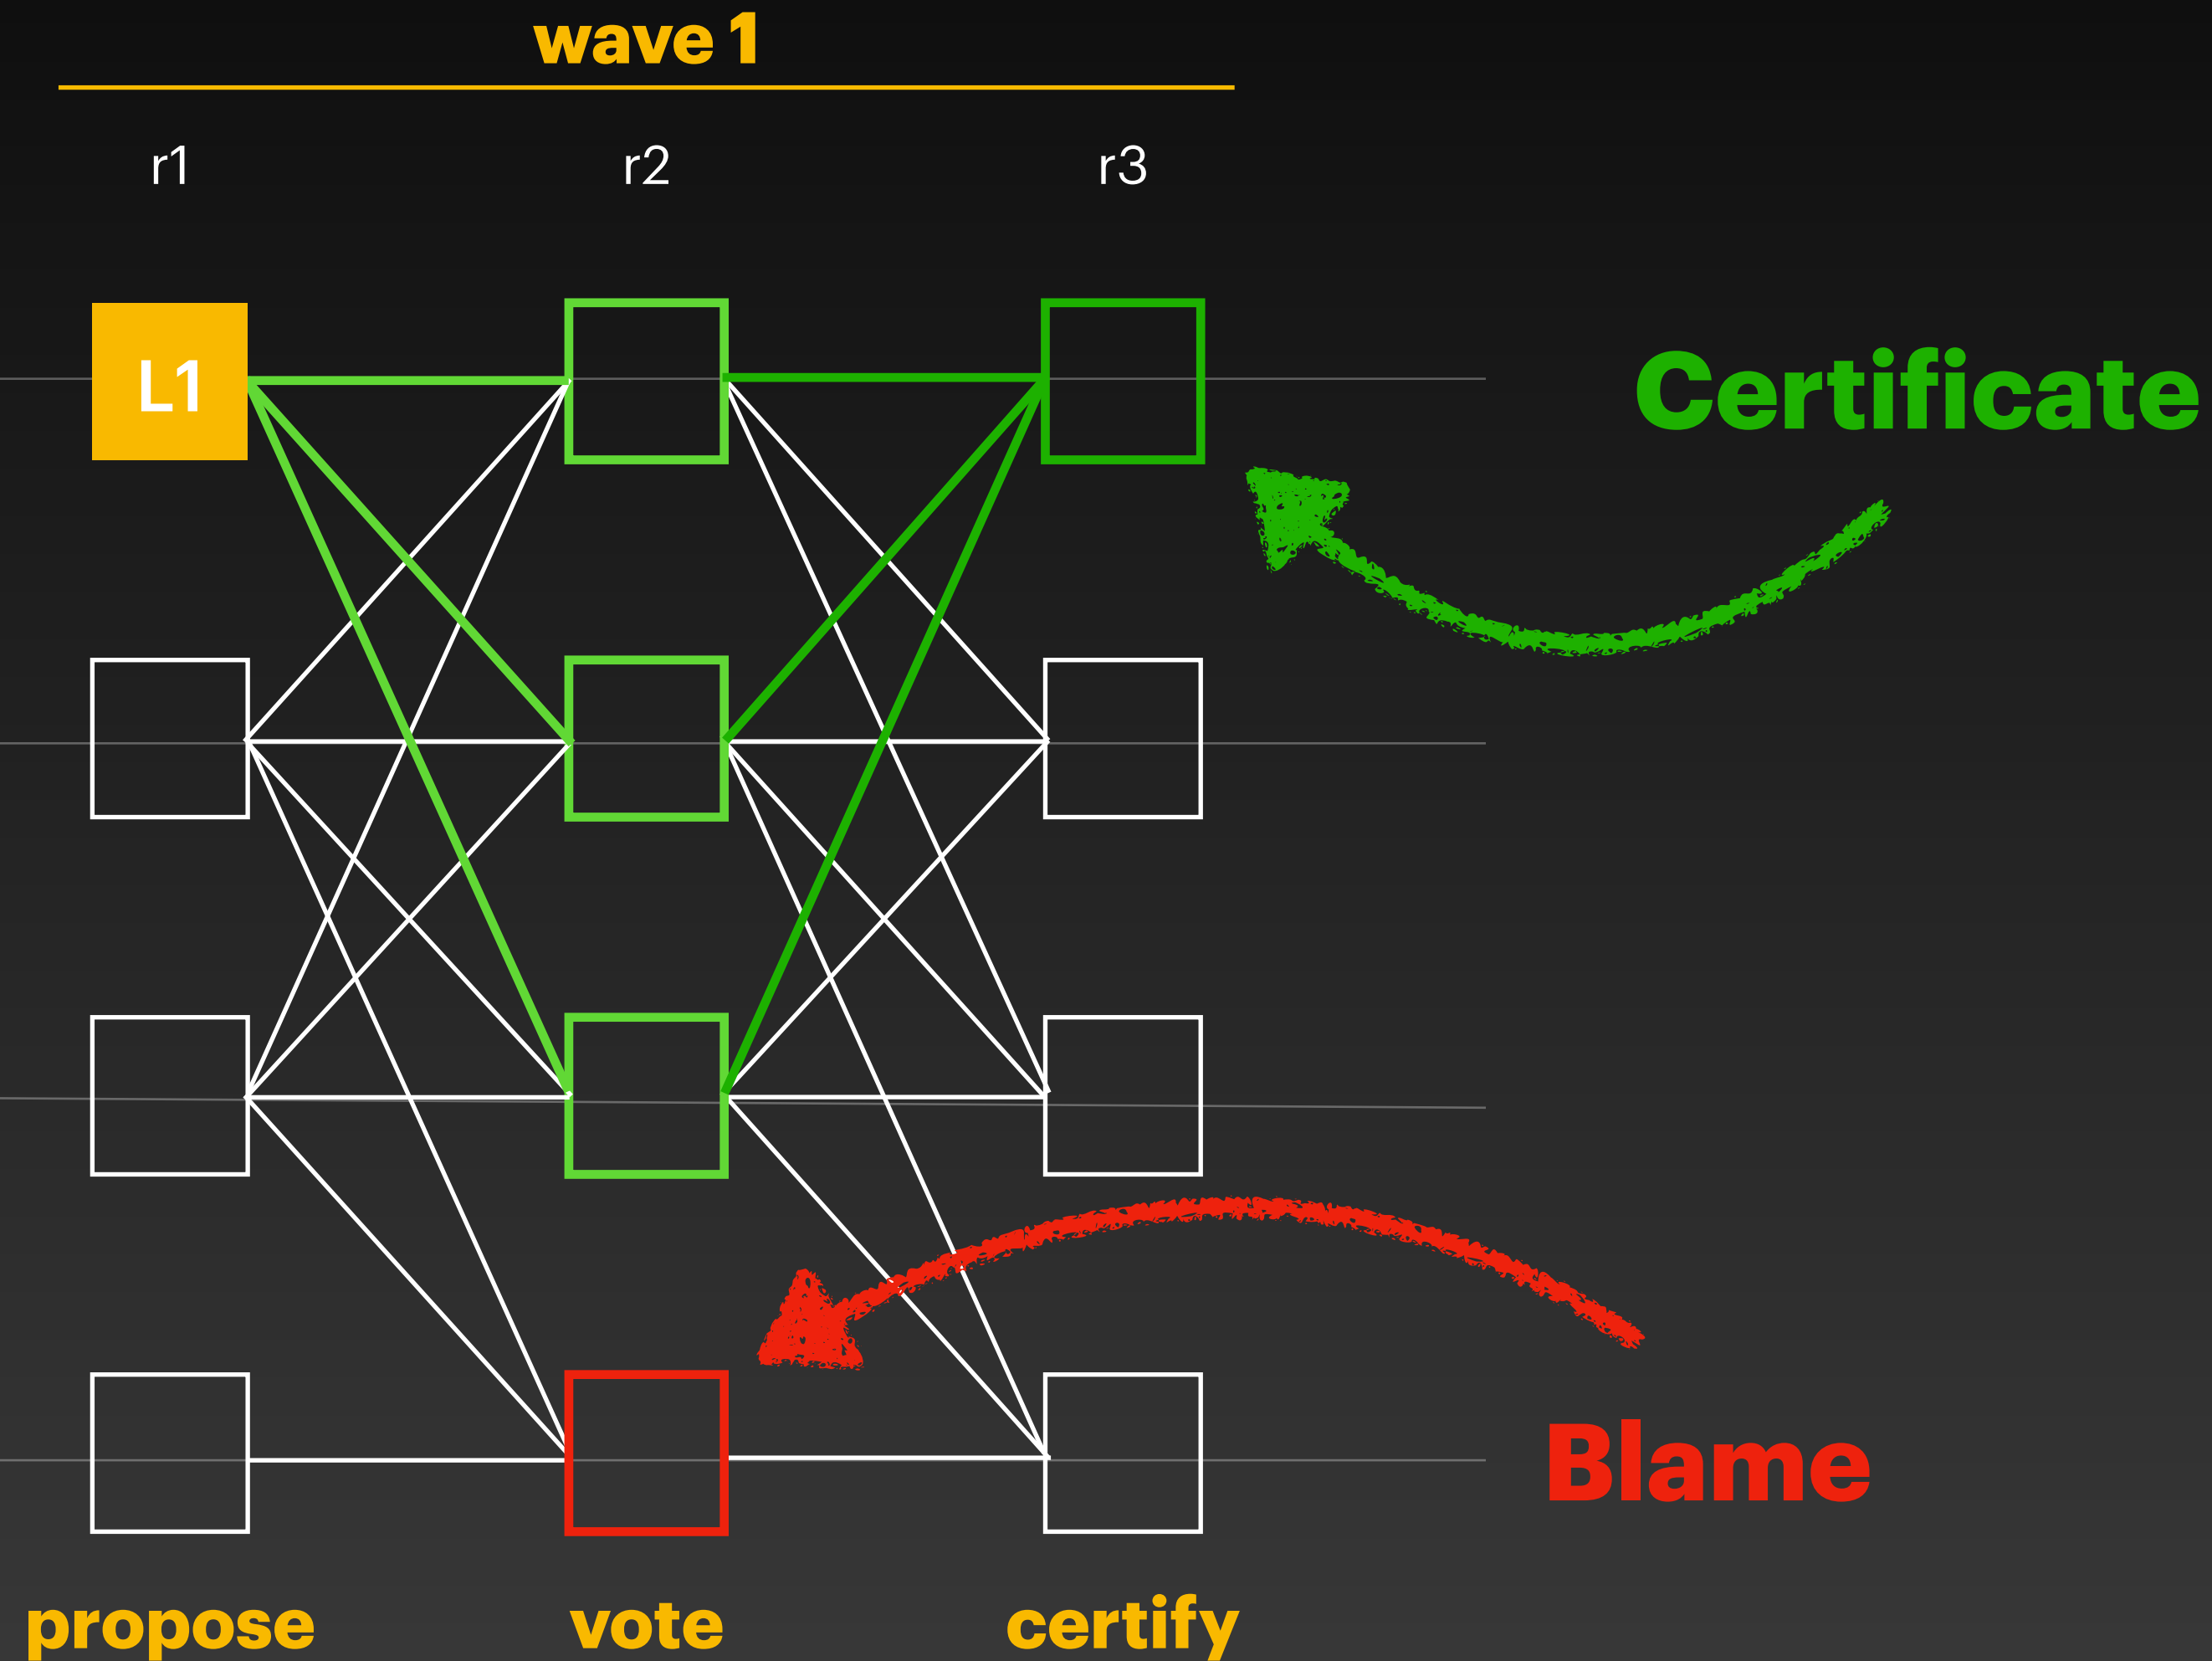 wave 1
r1 r2 r3
L1
Certificate
Blame
propose vote certify